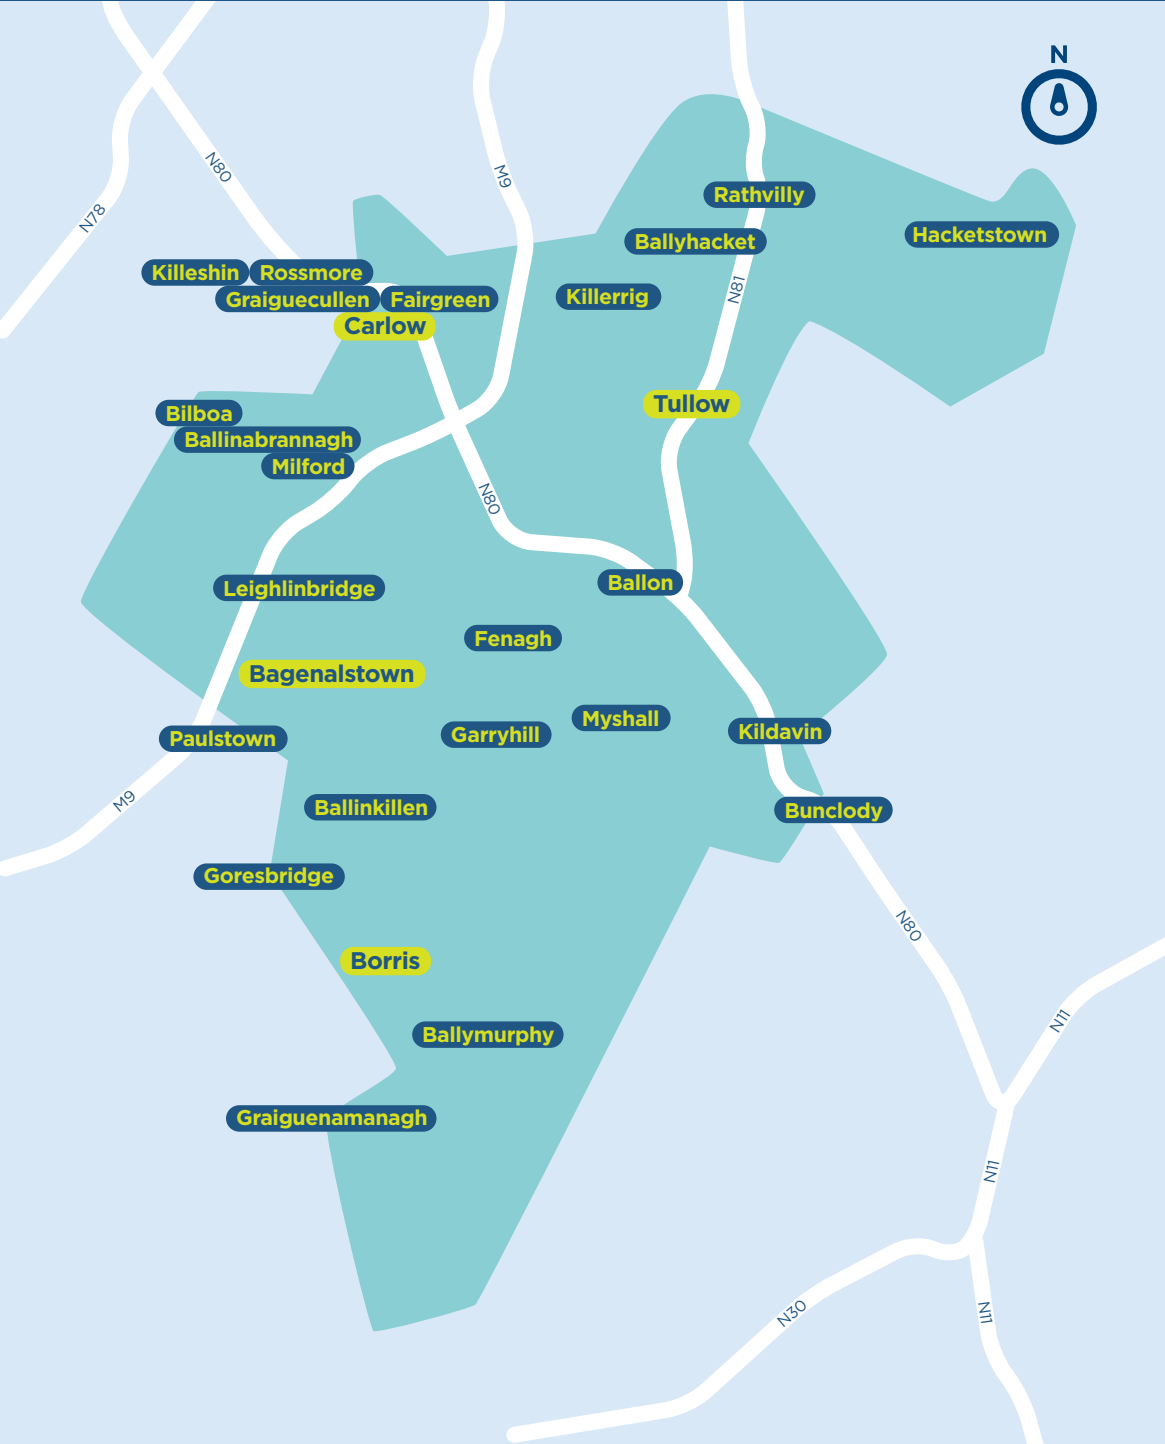 N
N80
M9
N78
Rathvilly
Hacketstown
Ballyhacket
Killeshin
Rossmore
N81
Killerrig
Graiguecullen
Fairgreen
Carlow
Tullow
Bilboa
Ballinabrannagh
Milford
N80
Ballon
Leighlinbridge
Fenagh
Bagenalstown
Myshall
Kildavin
Garryhill
Paulstown
M9
Ballinkillen
Bunclody
Goresbridge
N80
Borris
N11
Ballymurphy
Graiguenamanagh
N11
N30
N11